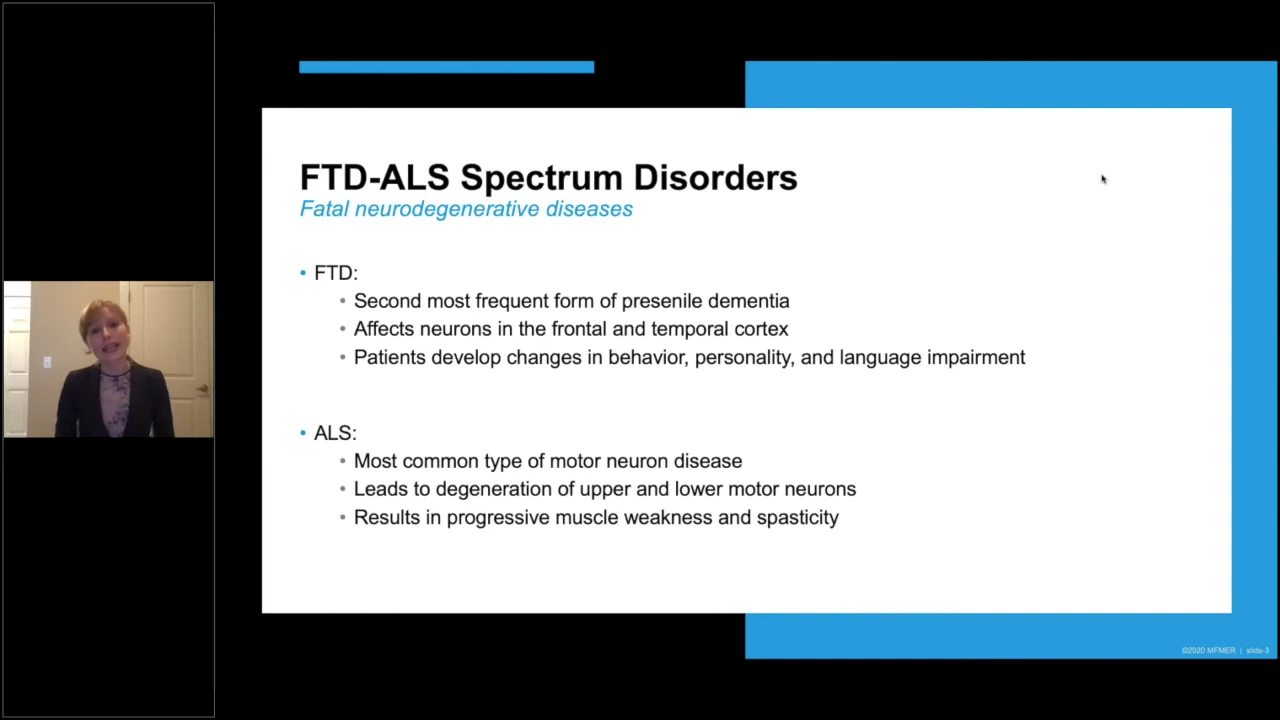 FTD-ALS Spectrum Disorders
Fatal neurodegenerative diseases
• FTD:
• Second most frequent form of presenile dementia
• Affects neurons in the frontal and temporal cortex
• Patients develop changes in behavior, personality, and language impairment
• ALS:
• Most common type of motor neuron disease
• Leads to degeneration of upper and lower motor neurons
• Results in progressive muscle weakness and spasticity
©2020 MFMER | slide-3